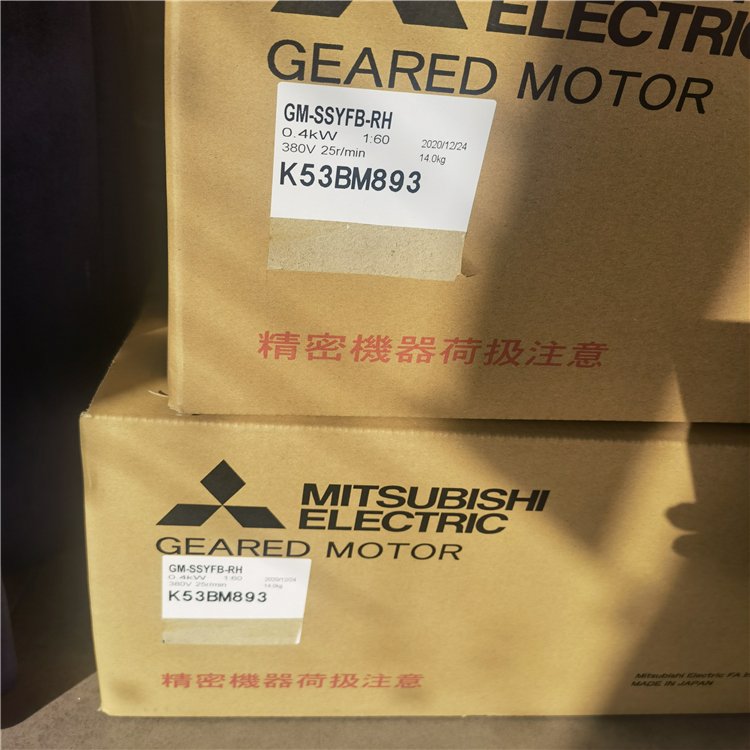 ELECTRIC
GEARED MOTOR
GM-SSYFB-RH
0.4kW 1:60 2020/12/24
380V 25r/min 14.0kg
K53BM893
精密機器荷扱注意
MITSUBISHI
ELECTRIC
GEARED MOTOR
GM-SSYFB-RH
0.4kW 1:60 2020/12/24
380V 25r/min 14.0kg
K53BM893
精密機器荷扱注意
Mitsubishi Electric FA
MADE IN JAPAN